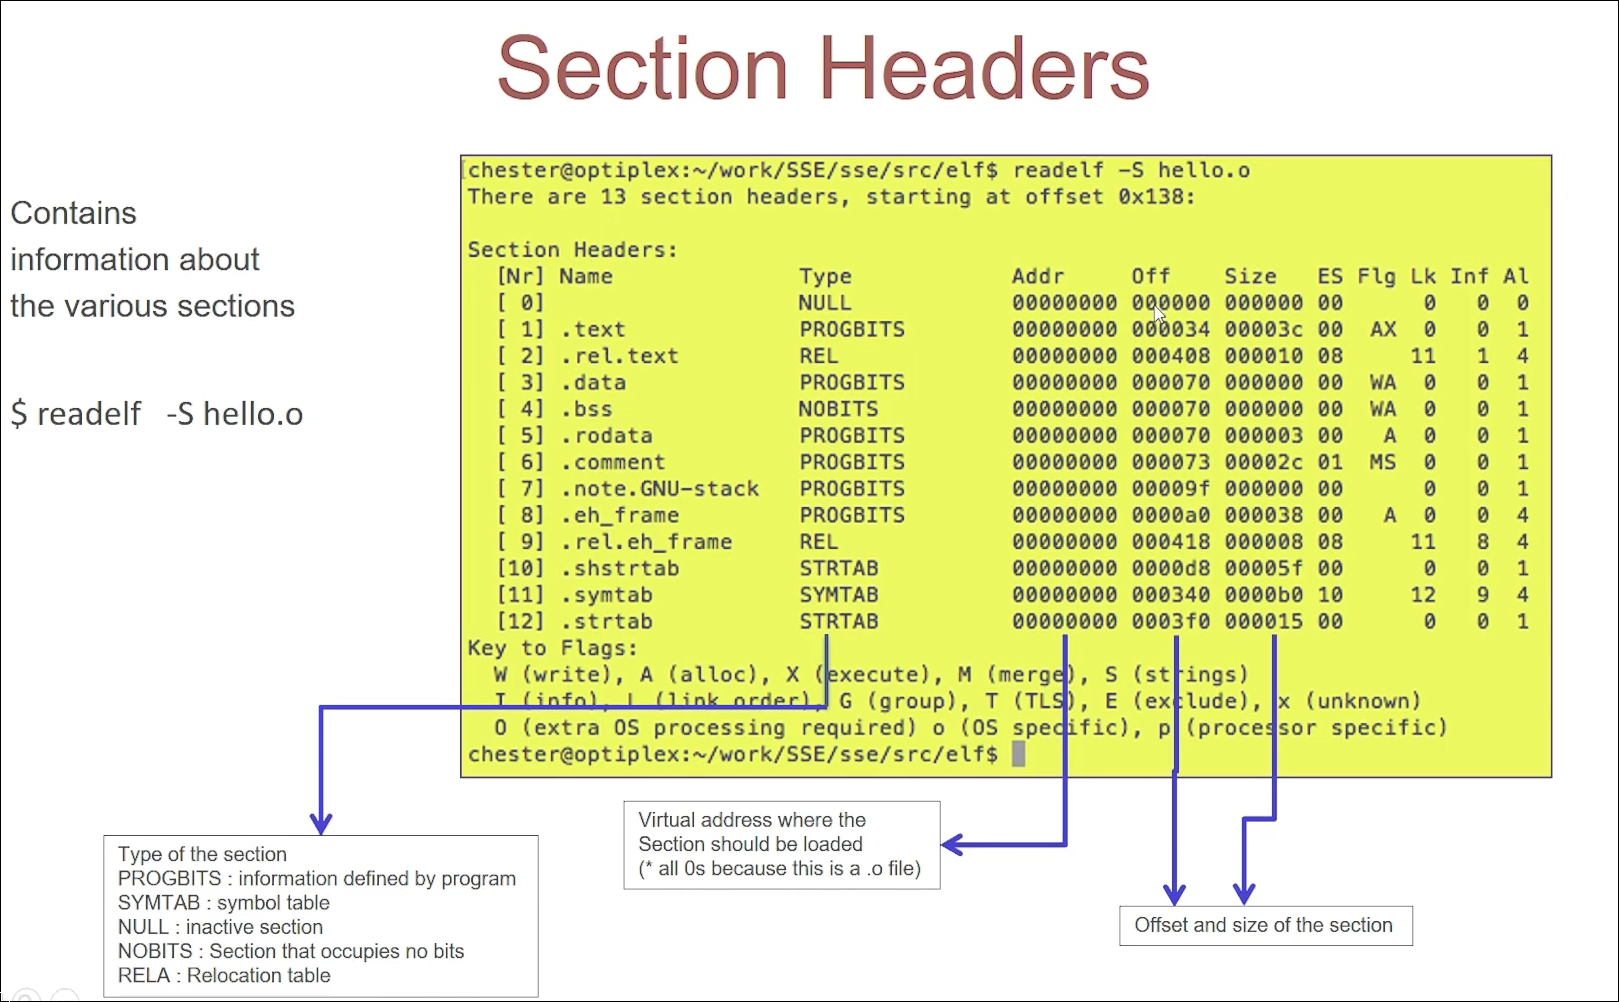 Section Headers
Contains
information about
the various sections
$ readelf -S hello.o
chester@optiplex:~/work/SSE/sse/src/elf$ readelf -S hello.o
There are 13 section headers, starting at offset 0x138:
Section Headers:
[Nr] Name Type Addr Off Size ES Flg Lk Inf Al
[ 0] NULL 00000000 000000 000000 00 0 0 0
[ 1] .text PROGBITS 00000000 000034 00003c 00 AX 0 0 1
[ 2] .rel.text REL 00000000 000408 000010 08 11 1 4
[ 3] .data PROGBITS 00000000 000070 000000 00 WA 0 0 1
[ 4] .bss NOBITS 00000000 000070 000000 00 WA 0 0 1
[ 5] .rodata PROGBITS 00000000 000070 000003 00 A 0 0 1
[ 6] .comment PROGBITS 00000000 000073 00002c 01 MS 0 0 1
[ 7] .note.GNU-stack PROGBITS 00000000 00009f 000000 00 0 0 1
[ 8] .eh_frame PROGBITS 00000000 0000a0 000038 00 A 0 0 4
[ 9] .rel.eh_frame REL 00000000 000418 000008 08 11 8 4
[10] .shstrtab STRTAB 00000000 0000d8 00005f 00 0 0 1
[11] .symtab SYMTAB 00000000 000340 0000b0 10 12 9 4
[12] .strtab STRTAB 00000000 0003f0 000015 00 0 0 1
Key to Flags:
W (write), A (alloc), X (execute), M (merge), S (strings)
I (info), L (link order), G (group), T (TLS), E (exclude), x (unknown)
O (extra OS processing required) o (OS specific), p (processor specific)
chester@optiplex:~/work/SSE/sse/src/elf$
Virtual address where the
Section should be loaded
(* all 0s because this is a .o file)
Type of the section
PROGBITS : information defined by program
SYMTAB : symbol table
NULL : inactive section
NOBITS : Section that occupies no bits
RELA : Relocation table
Offset and size of the section